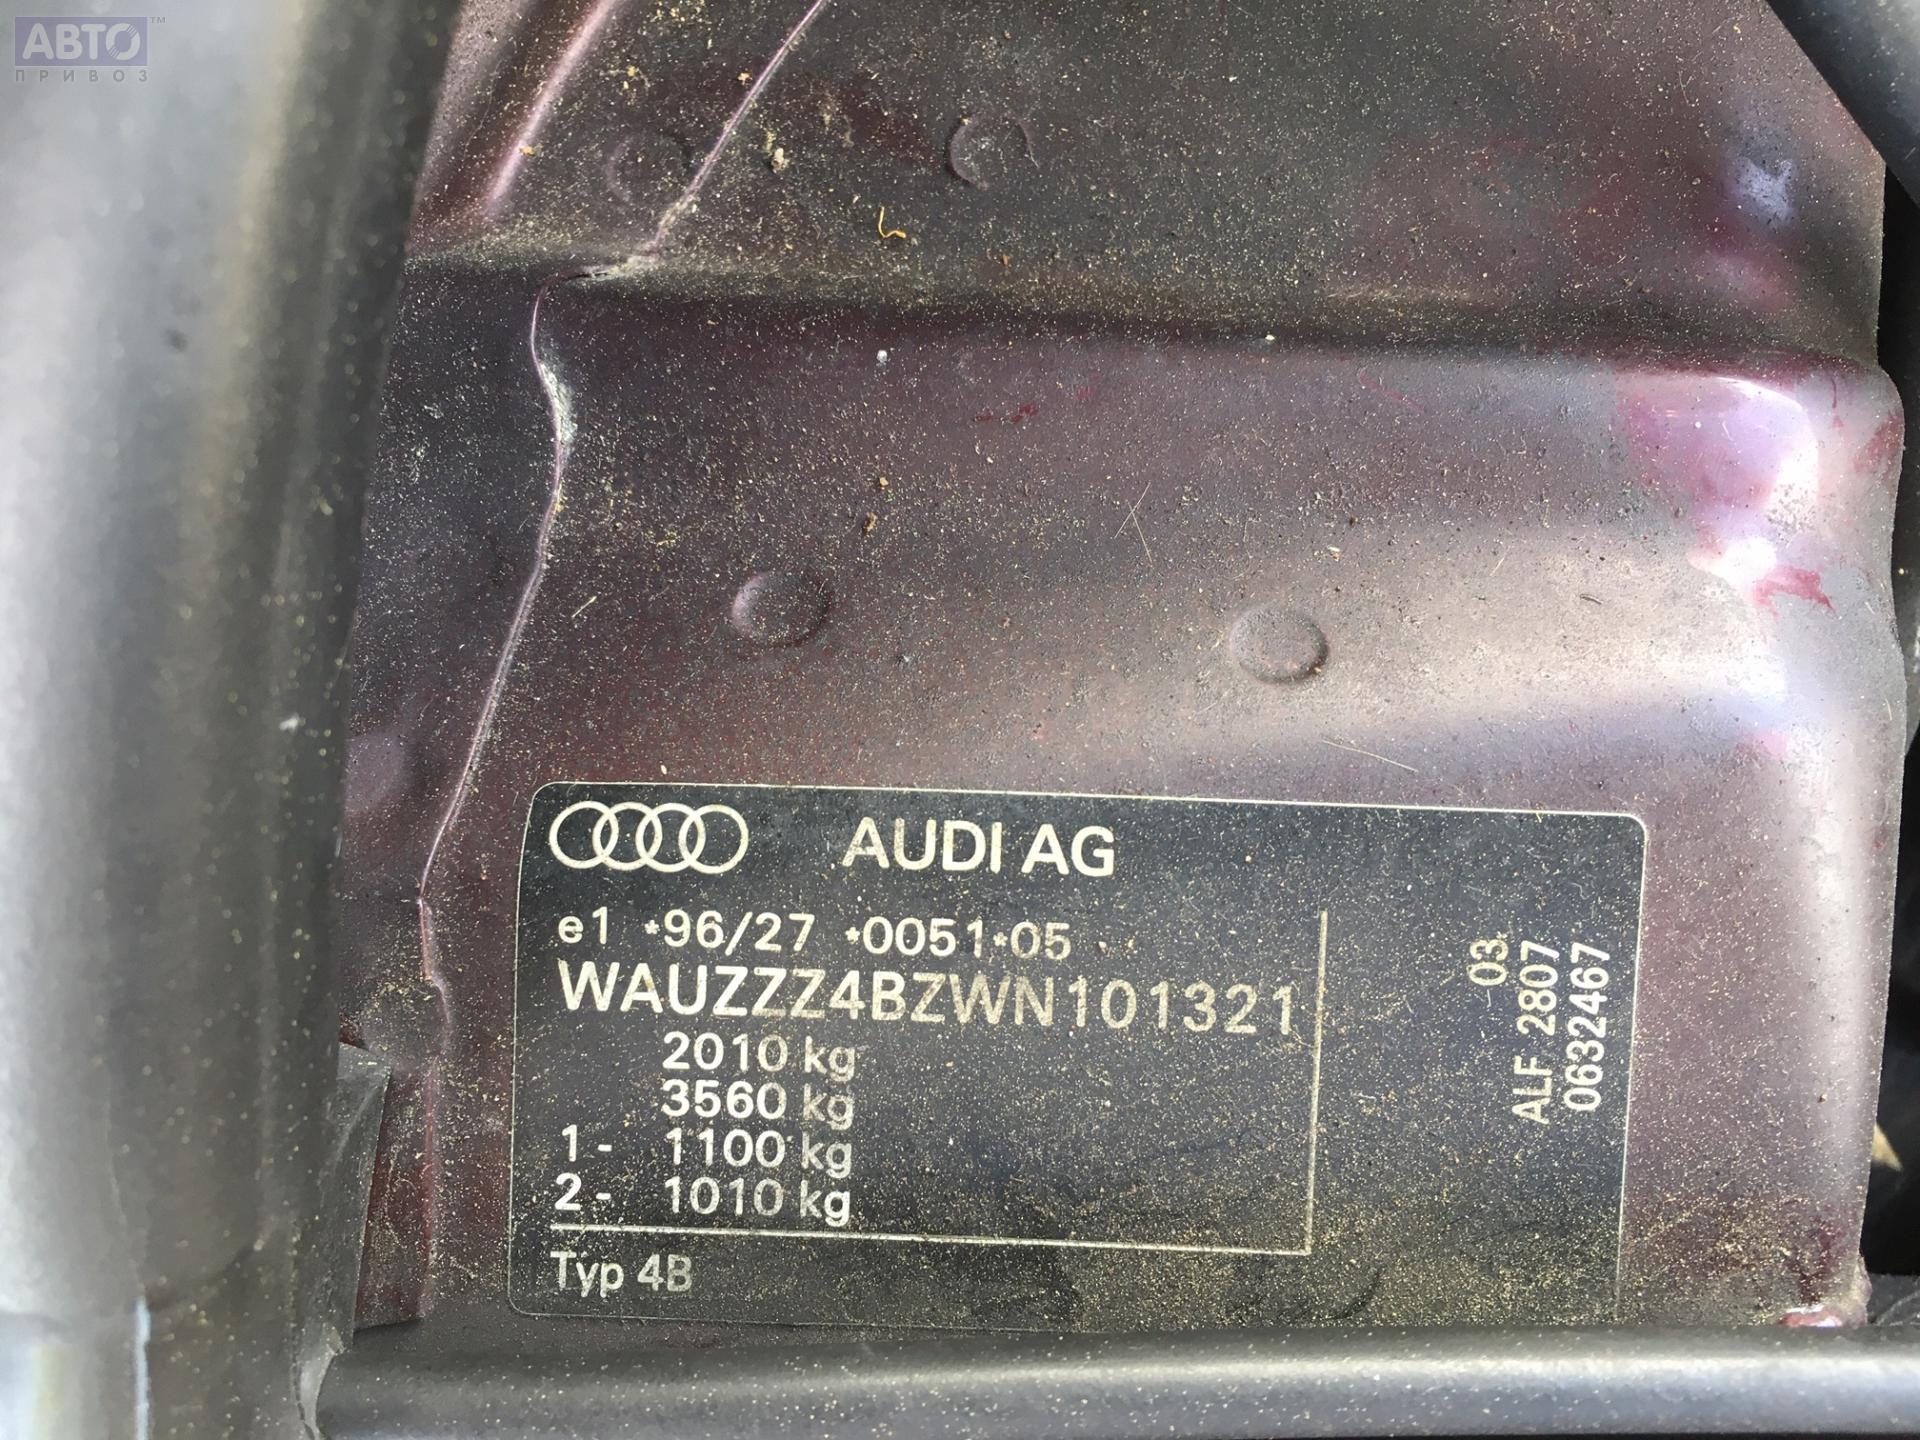 АВТО™
ПРИВОЗ
AUDI AG
e1 *96/27 *0051*05
WAUZZZ4BZWN101321
2010 kg
3560 kg
1- 1100 kg
2- 1010 kg
Typ 4B
03.
ALF 2807
0632467